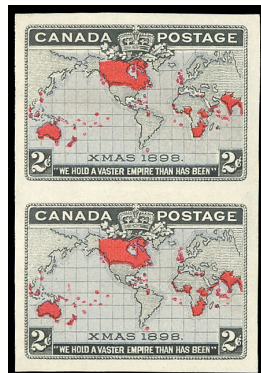 CANADA POSTAGE
2¢ XMAS 1898. 2¢
"WE HOLD A VASTER EMPIRE THAN HAS BEEN"
CANADA POSTAGE
2¢ XMAS 1898. 2¢
"WE HOLD A VASTER EMPIRE THAN HAS BEEN"